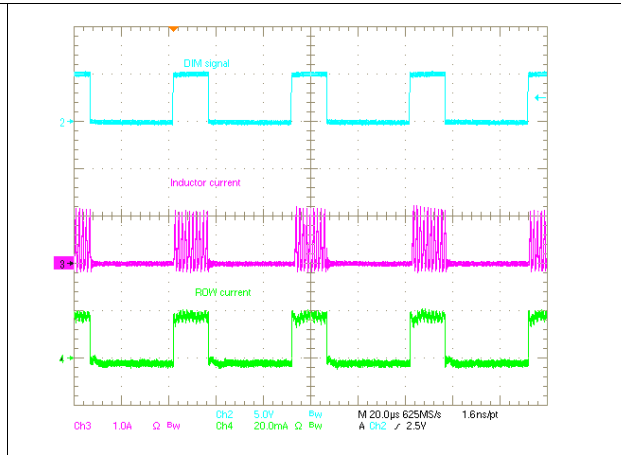 DIM signal
2
Inductor current
3
ROW current
4
Ch2 5.0V Bw M 20.0µs 625MS/s 1.6ns/pt
Ch3 1.0A Ω Bw Ch4 20.0mA Ω Bw A Ch2 ⁄ 2.5V